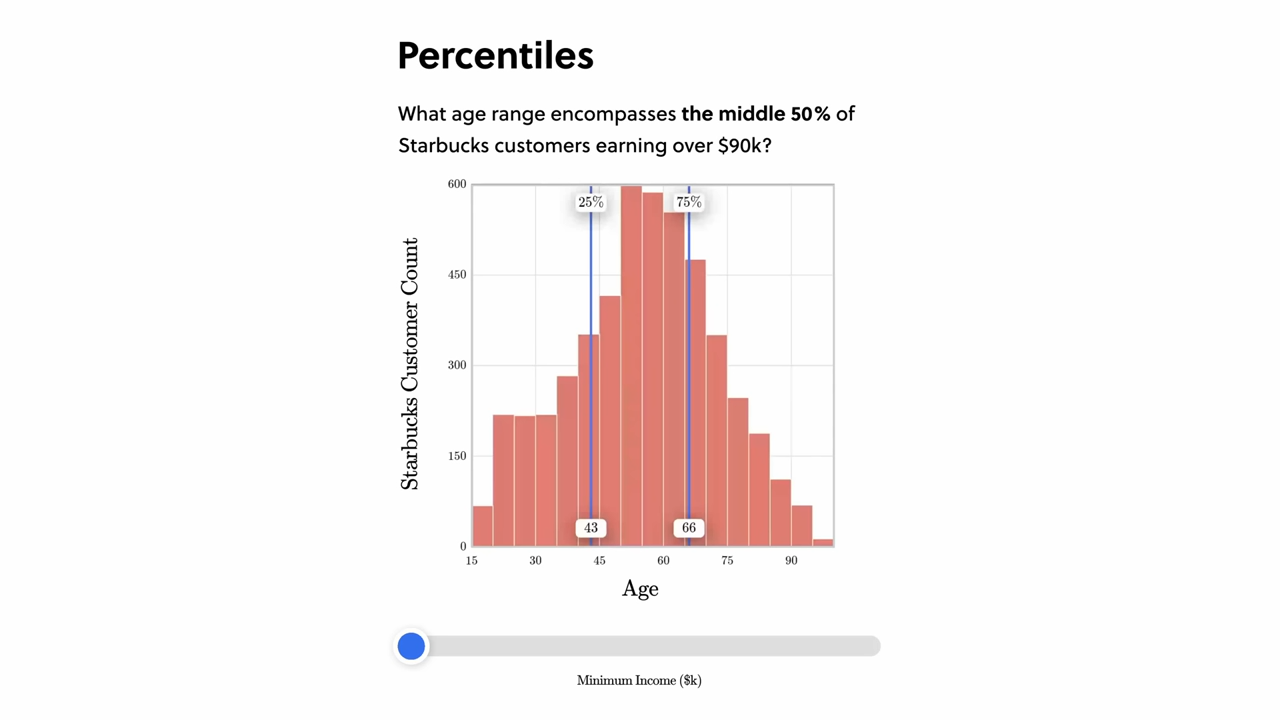 Percentiles
What age range encompasses the middle 50% of
Starbucks customers earning over $90k?
600
25%
75%
450
300
150
0
Starbucks Customer Count
43
66
15
30
45
60
75
90
Age
Minimum Income ($k)